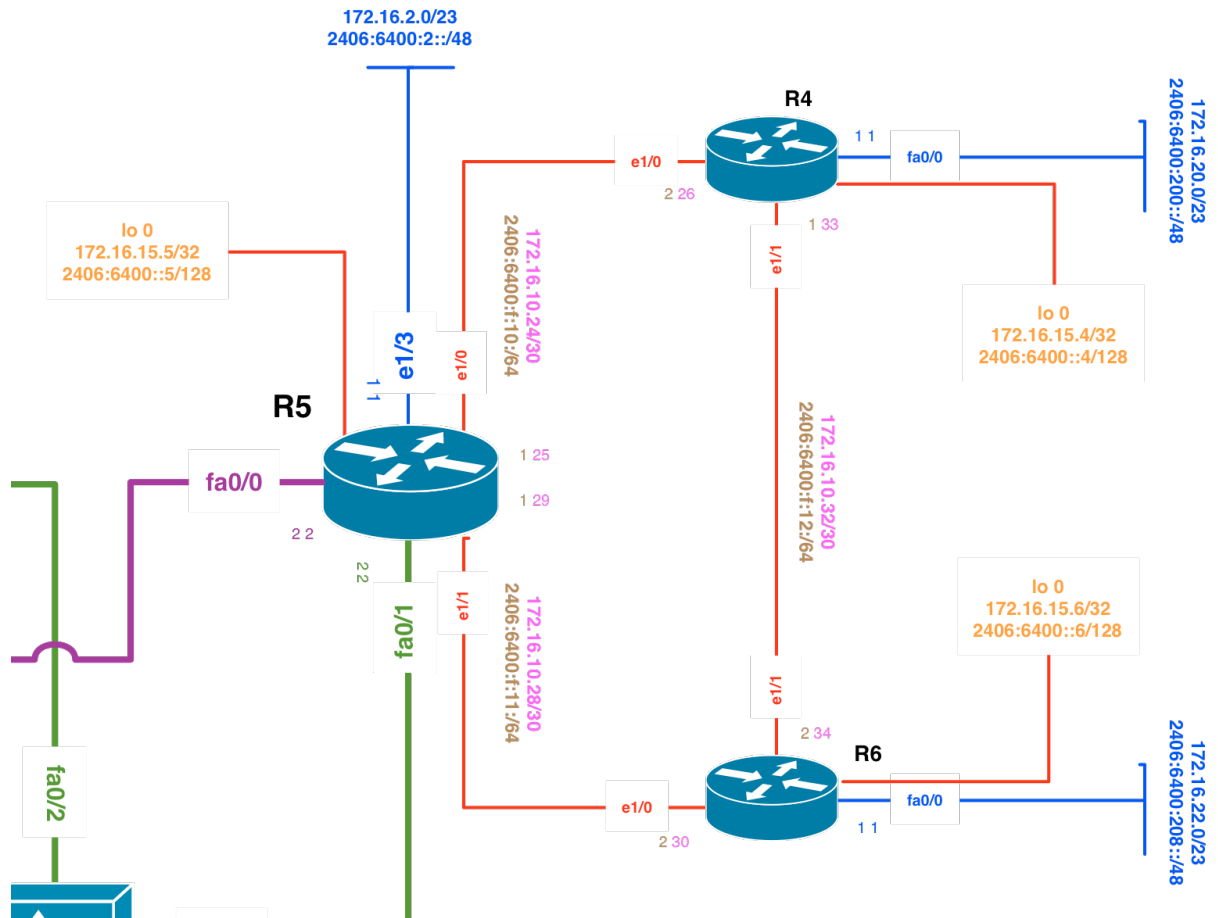 172.16.2.0/23
2406:6400:2::/48
R4
1 1
fa0/0
172.16.20.0/23
2406:6400:200::/48
e1/0
2 26
1 33
e1/1
lo 0
172.16.15.5/32
2406:6400::5/128
172.16.10.24/30
2406:6400:f:10:/64
lo 0
172.16.15.4/32
2406:6400::4/128
e1/3
e1/0
1 1
R5
1 25
1 29
fa0/0
2 2
172.16.10.32/30
2406:6400:f:12:/64
2 2
fa0/1
e1/1
172.16.10.28/30
2406:6400:f:11:/64
lo 0
172.16.15.6/32
2406:6400::6/128
e1/1
2 34
R6
fa0/2
e1/0
2 30
fa0/0
1 1
172.16.22.0/23
2406:6400:208::/48